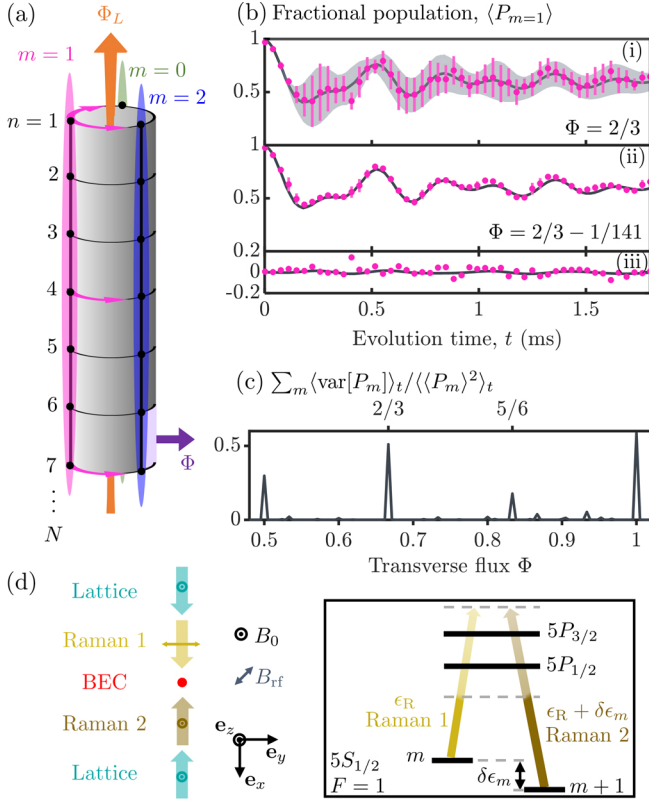 (a)
Φ_L
m = 1
m = 0
m = 2
n = 1
2
3
4
5
6
7
⋮
N
Φ
(b) Fractional population, ⟨P_{m=1}⟩
1
0.5
(i)
Φ = 2/3
1
0.5
(ii)
Φ = 2/3 − 1/141
0.2
0
-0.2
(iii)
0 0.5 1 1.5
Evolution time, t (ms)
(c) ∑_m⟨var[P_m]⟩_t/⟨⟨P_m⟩²⟩_t
2/3 5/6
0.5
0
0.5 0.6 0.7 0.8 0.9 1
Transverse flux Φ
(d)
Lattice
Raman 1
BEC
Raman 2
Lattice
B_0
B_rf
e_z
e_y
e_x
5P_{3/2}
5P_{1/2}
ϵ_R
Raman 1
ϵ_R + δϵ_m
Raman 2
5S_{1/2}
F = 1
m
δϵ_m
m + 1